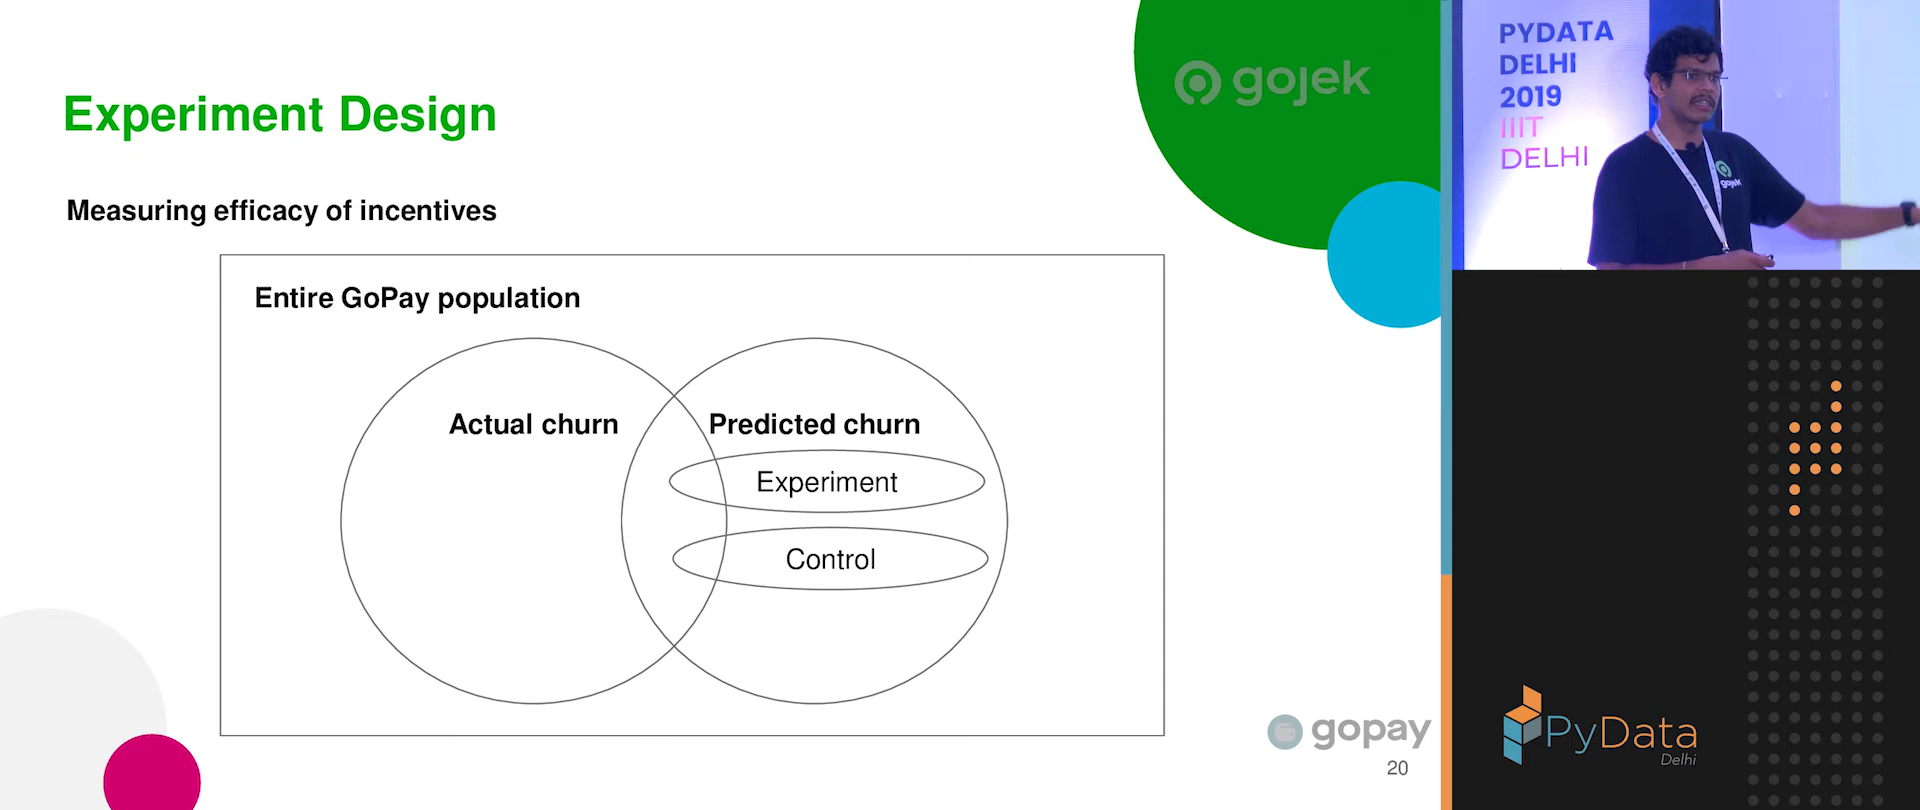 Experiment Design
Measuring efficacy of incentives
Entire GoPay population
Actual churn
Predicted churn
Experiment
Control
gojek
gopay
20
PYDATA
DELHI
2019
IIIT
DELHI
gojek
PyData
Delhi